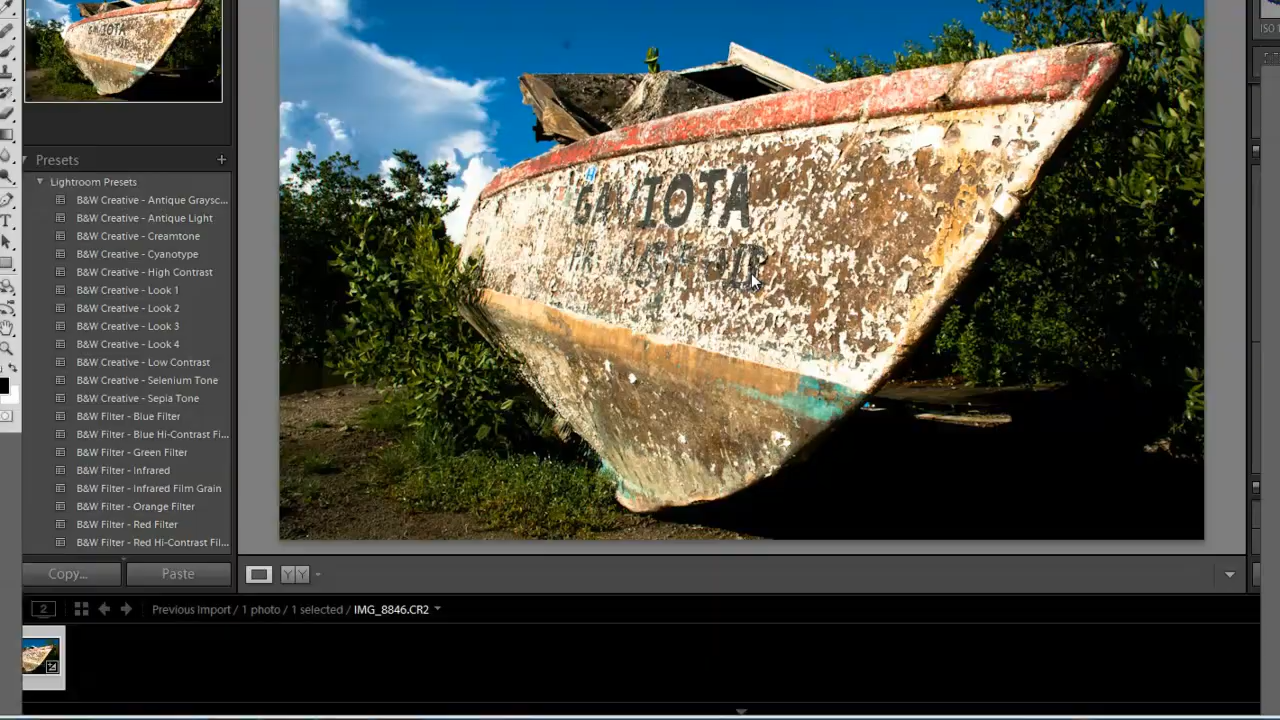 ISO
Presets +
Lightroom Presets
B&W Creative - Antique Graysc...
B&W Creative - Antique Light
B&W Creative - Creamtone
B&W Creative - Cyanotype
B&W Creative - High Contrast
B&W Creative - Look 1
B&W Creative - Look 2
B&W Creative - Look 3
B&W Creative - Look 4
B&W Creative - Low Contrast
B&W Creative - Selenium Tone
B&W Creative - Sepia Tone
B&W Filter - Blue Filter
B&W Filter - Blue Hi-Contrast Fi...
B&W Filter - Green Filter
B&W Filter - Infrared
B&W Filter - Infrared Film Grain
B&W Filter - Orange Filter
B&W Filter - Red Filter
B&W Filter - Red Hi-Contrast Fil...
Copy... Paste
YY
2 Previous Import / 1 photo / 1 selected / IMG_8846.CR2